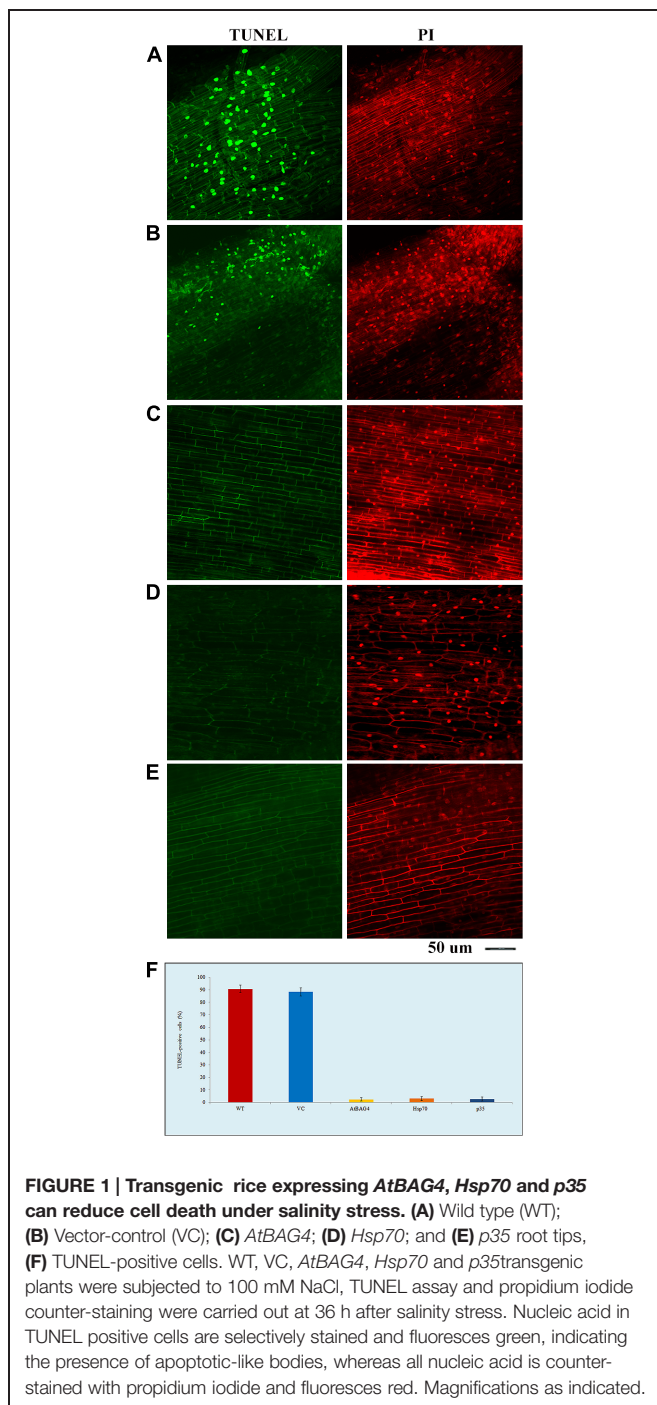 TUNEL PI
A
B
C
D
E
50 um
F
TUNEL-positive cells (%)
100
90
80
70
60
50
40
30
20
10
0
WT VC AtBAG4 Hsp70 p35
FIGURE 1 | Transgenic rice expressing AtBAG4, Hsp70 and p35
can reduce cell death under salinity stress. (A) Wild type (WT);
(B) Vector-control (VC); (C) AtBAG4; (D) Hsp70; and (E) p35 root tips,
(F) TUNEL-positive cells. WT, VC, AtBAG4, Hsp70 and p35transgenic
plants were subjected to 100 mM NaCl, TUNEL assay and propidium iodide
counter-staining were carried out at 36 h after salinity stress. Nucleic acid in
TUNEL positive cells are selectively stained and fluoresces green, indicating
the presence of apoptotic-like bodies, whereas all nucleic acid is counter-
stained with propidium iodide and fluoresces red. Magnifications as indicated.